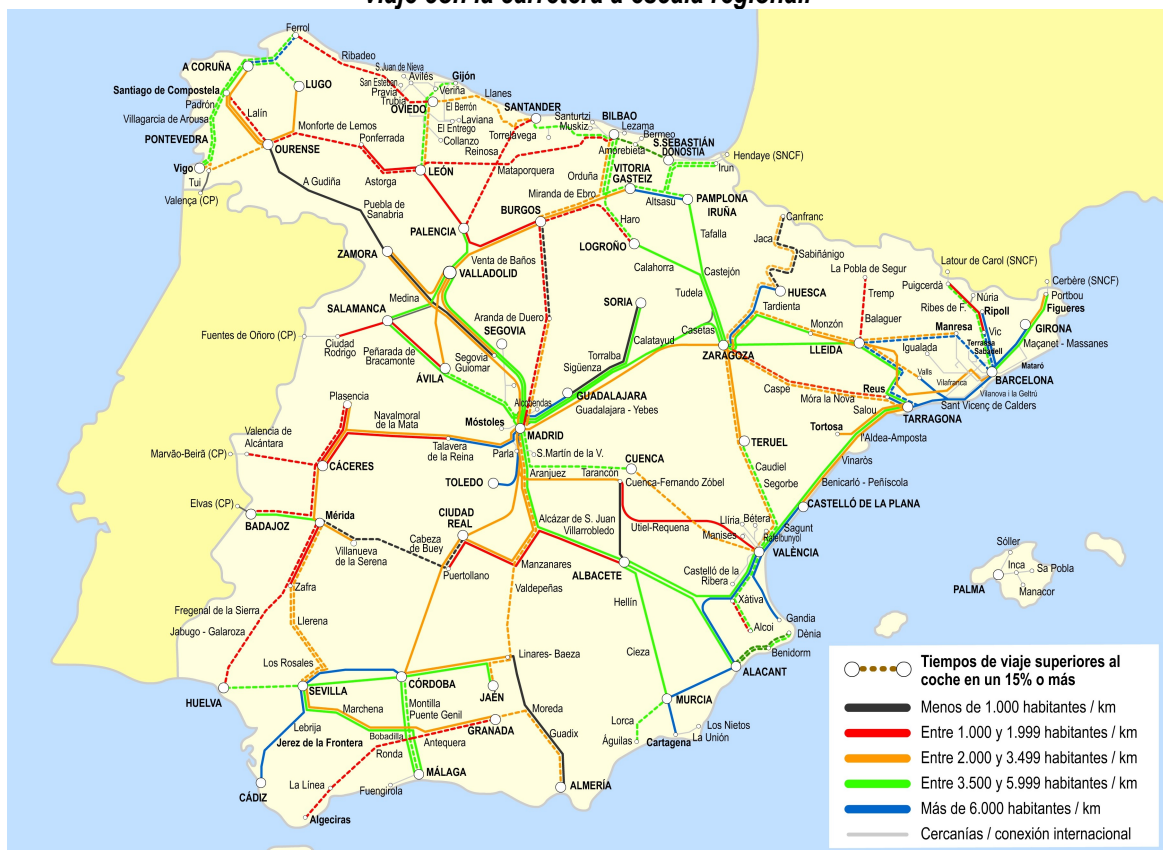 viaje con la carretera a escala regional.
Ferrol
Ribadeo
A CORUÑA
LUGO
S.Juan de Nieva
Avilés
San Esteban
Pravia
Trubia
Gijón
Veriña
OVIEDO
El Berrón
Laviana
El Entrego
Collanzo
Llanes
SANTANDER
Torrelavega
Reinosa
Mataporquera
Santurtzi
Muskiz
BILBAO
Lezama
Bermeo
Amorebieta
S.SEBASTIÁN
DONOSTIA
Hendaye (SNCF)
Irun
Santiago de Compostela
Padrón
Villagarcia de Arousa
PONTEVEDRA
Lalín
Monforte de Lemos
OURENSE
Vigo
Tui
Valença (CP)
A Gudiña
Puebla de
Sanabria
Ponferrada
Astorga
LEÓN
PALENCIA
BURGOS
Orduña
Miranda de Ebro
VITORIA
GASTEIZ
Altsasu
PAMPLONA
IRUÑA
Haro
LOGROÑO
Tafalla
Calahorra
Castejón
Tudela
Canfranc
Jaca
Sabiñánigo
HUESCA
Tardienta
La Pobla de Segur
Tremp
Balaguer
Latour de Carol (SNCF)
Puigcerdà
Ribes de F.
Núria
Ripoll
Vic
Cerbère (SNCF)
Portbou
Figueres
GIRONA
Maçanet - Massanes
Manresa
Terrassa
Sabadell
Igualada
Mataró
BARCELONA
Vilanova i la Geltrú
Vilafranca
Valls
Sant Vicenç de Calders
ZAMORA
VALLADOLID
Venta de Baños
Medina
SALAMANCA
Fuentes de Oñoro (CP)
Ciudad
Rodrigo
Peñarada de
Bracamonte
ÁVILA
Aranda de Duero
SEGOVIA
Segovia
Guiomar
SORIA
Torralba
Sigüenza
Calatayud
Casetas
ZARAGOZA
Monzón
LLEIDA
Caspe
Móra la Nova
Reus
Salou
TARRAGONA
Tortosa
l'Aldea-Amposta
Vinaròs
Benicarló - Peñíscola
CASTELLÓ DE LA PLANA
Alcobendas
GUADALAJARA
Guadalajara - Yebes
Móstoles
MADRID
Parla
S.Martín de la V.
Aranjuez
Tarancón
CUENCA
Cuenca-Fernando Zóbel
TERUEL
Caudiel
Segorbe
Plasencia
Navalmoral
de la Mata
Talavera
de la Reina
TOLEDO
Valencia de
Alcántara
Marvão-Beirã (CP)
CÁCERES
Elvas (CP)
BADAJOZ
Mérida
Villanueva
de la Serena
Cabeza
de Buey
CIUDAD
REAL
Puertollano
Alcázar de S. Juan
Villarrobledo
Manzanares
Valdepeñas
ALBACETE
Utiel-Requena
Llíria
Bétera
Manises
Sagunt
Rafelbunyol
VALÈNCIA
Castelló de la
Ribera
Xàtiva
Alcoi
Gandia
Dènia
Benidorm
ALACANT
Hellín
Cieza
MURCIA
Lorca
Águilas
Cartagena
Los Nietos
La Unión
Sóller
Inca
Sa Pobla
PALMA
Manacor
Zafra
Fregenal de la Sierra
Jabugo - Galaroza
Llerena
Los Rosales
HUELVA
SEVILLA
CÓRDOBA
Linares- Baeza
JAÉN
Marchena
Lebrija
Jerez de la Frontera
CÁDIZ
Montilla
Puente Genil
Bobadilla
Ronda
Antequera
GRANADA
Moreda
Guadix
ALMERÍA
MÁLAGA
Fuengirola
La Línea
Algeciras
Tiempos de viaje superiores al
coche en un 15% o más
Menos de 1.000 habitantes / km
Entre 1.000 y 1.999 habitantes / km
Entre 2.000 y 3.499 habitantes / km
Entre 3.500 y 5.999 habitantes / km
Más de 6.000 habitantes / km
Cercanías / conexión internacional